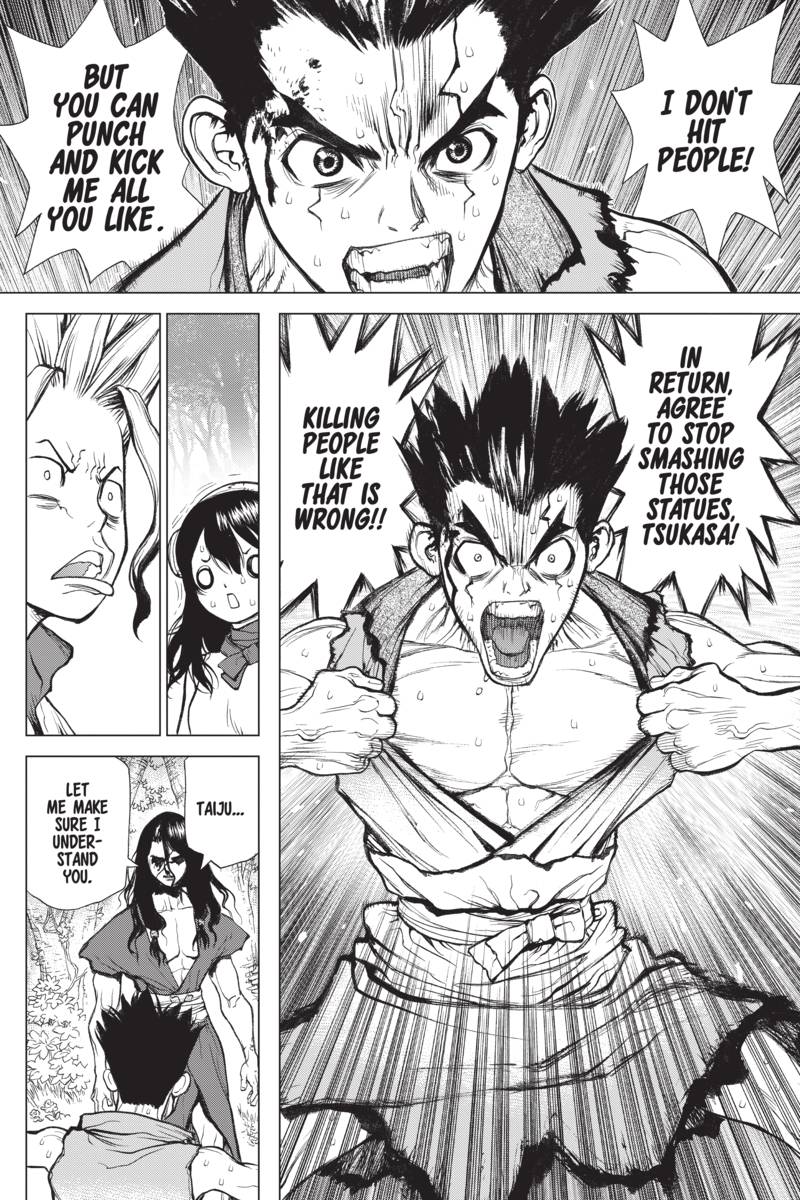 I DON'T
HIT
PEOPLE!
BUT
YOU CAN
PUNCH
AND KICK
ME ALL
YOU LIKE.
IN
RETURN,
AGREE
TO STOP
SMASHING
THOSE
STATUES,
TSUKASA!
KILLING
PEOPLE
LIKE
THAT IS
WRONG!!
TAIJU...
LET
ME MAKE
SURE I
UNDER-
STAND
YOU.